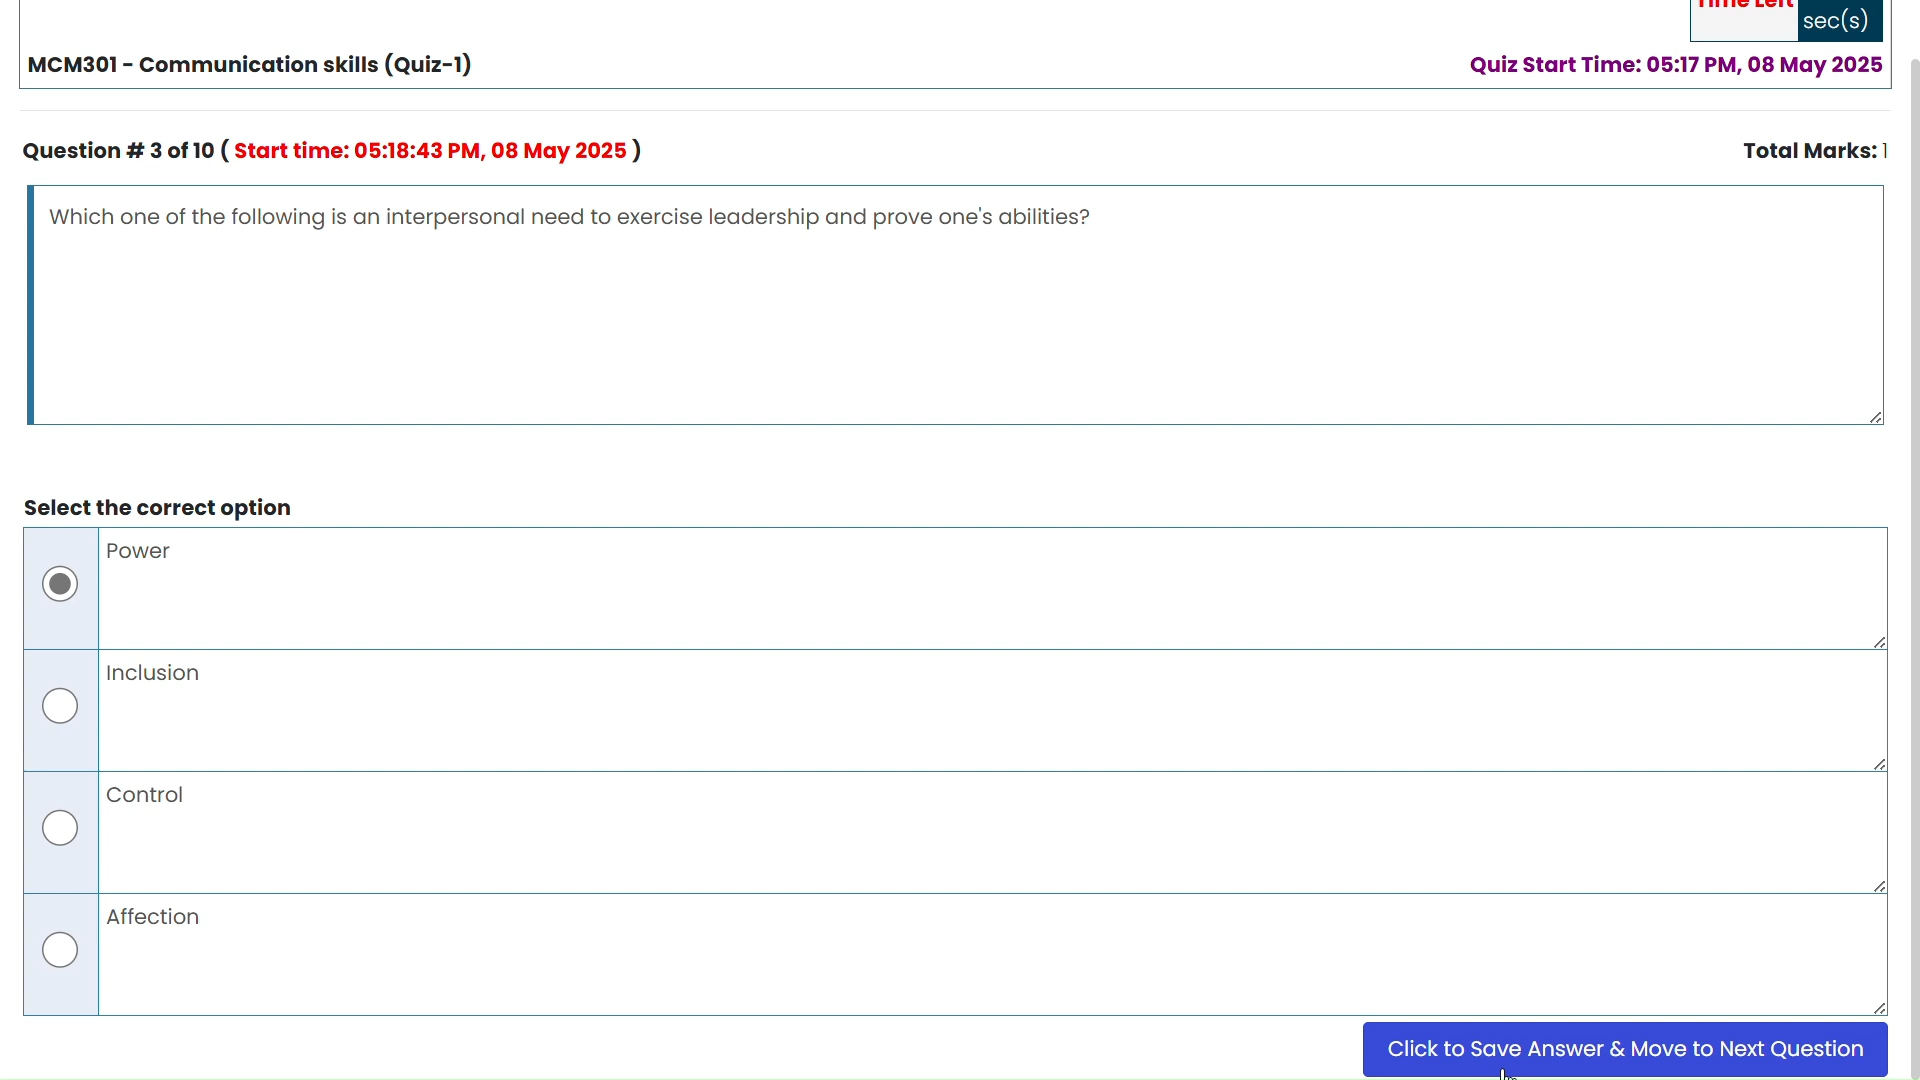 Time Left
sec(s)
MCM301 - Communication skills (Quiz-1)
Quiz Start Time: 05:17 PM, 08 May 2025
Question # 3 of 10 ( Start time: 05:18:43 PM, 08 May 2025 )
Total Marks: 1
Which one of the following is an interpersonal need to exercise leadership and prove one's abilities?
Select the correct option
Power
Inclusion
Control
Affection
Click to Save Answer & Move to Next Question